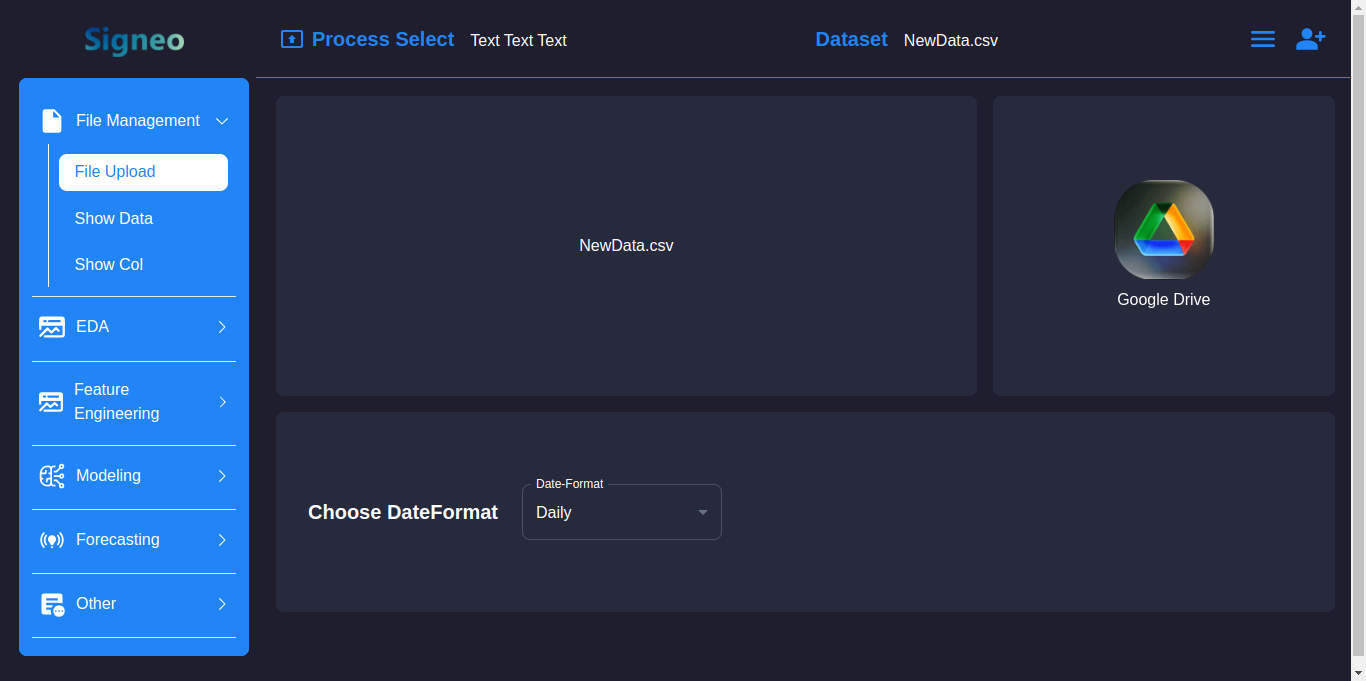 Signeo
Process Select Text Text Text
Dataset NewData.csv
File Management
File Upload
Show Data
Show Col
EDA
Feature
Engineering
Modeling
Forecasting
Other
NewData.csv
Google Drive
Choose DateFormat
Date-Format
Daily